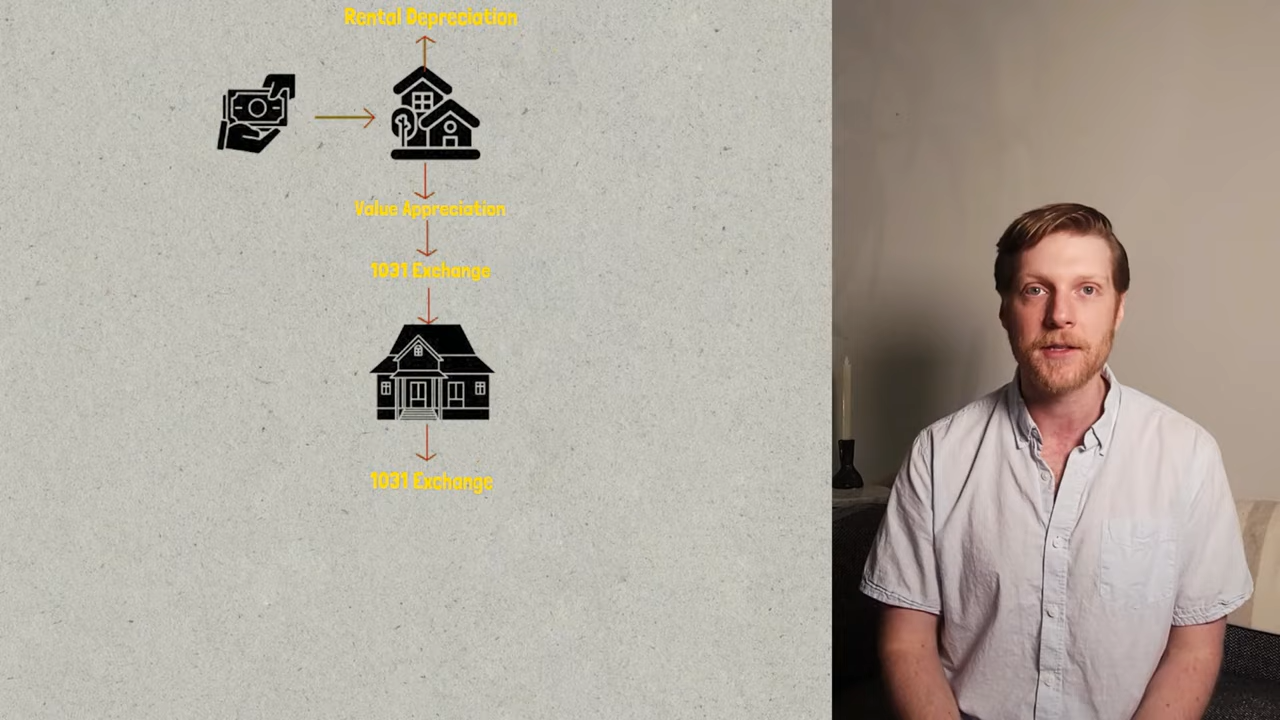 Rental Depreciation
Value Appreciation
1031 Exchange
1031 Exchange